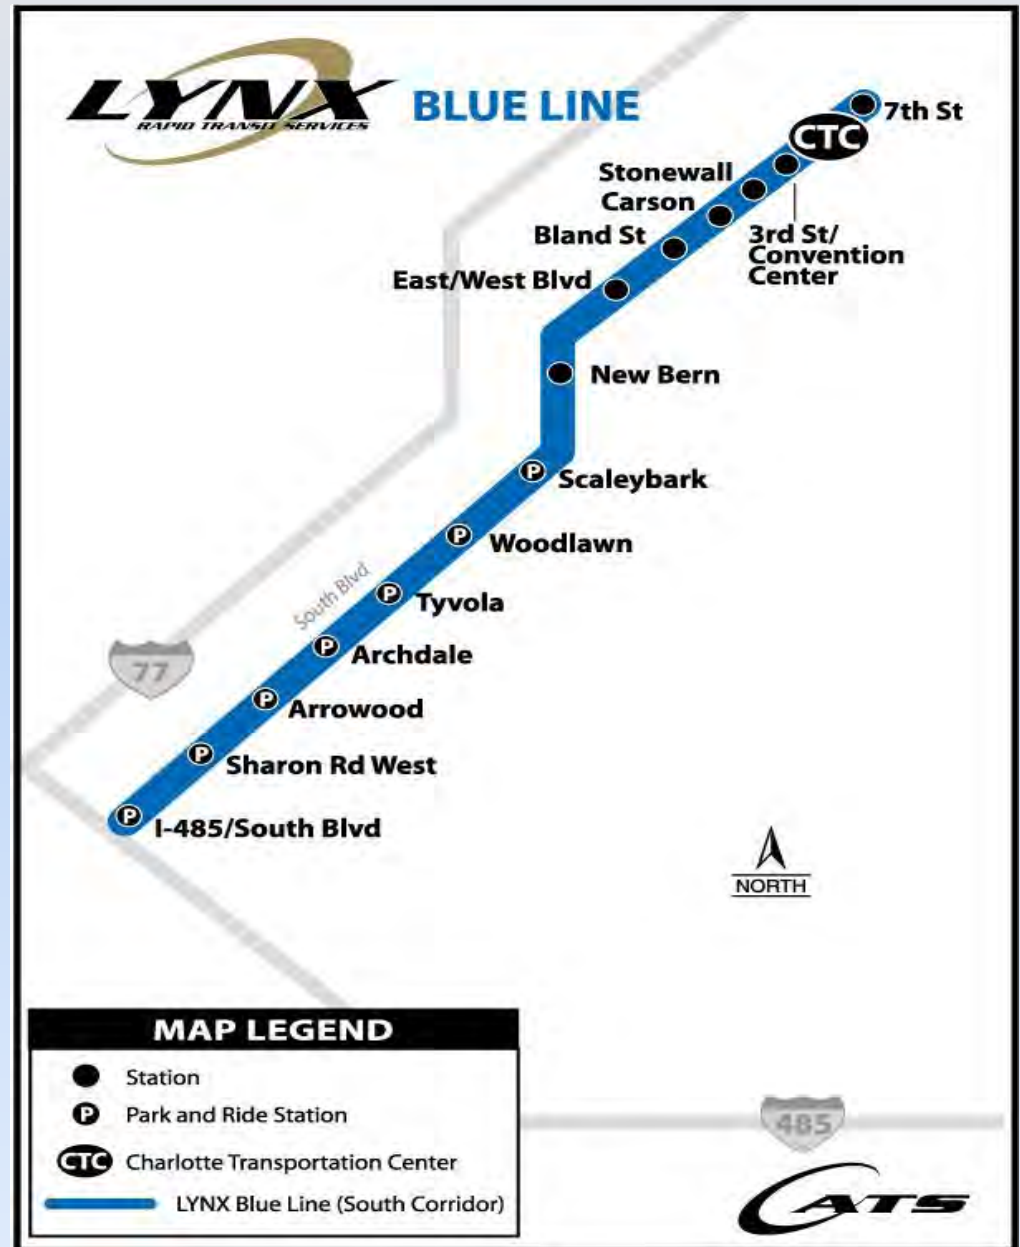 LYNX
RAPID TRANSIT SERVICES
BLUE LINE
7th St
CTC
Stonewall
Carson
3rd St/
Convention
Center
Bland St
East/West Blvd
New Bern
Scaleybark
Woodlawn
South Blvd
Tyvola
Archdale
77
Arrowood
Sharon Rd West
I-485/South Blvd
NORTH
MAP LEGEND
Station
P Park and Ride Station
CTC Charlotte Transportation Center
LYNX Blue Line (South Corridor)
485
CATS